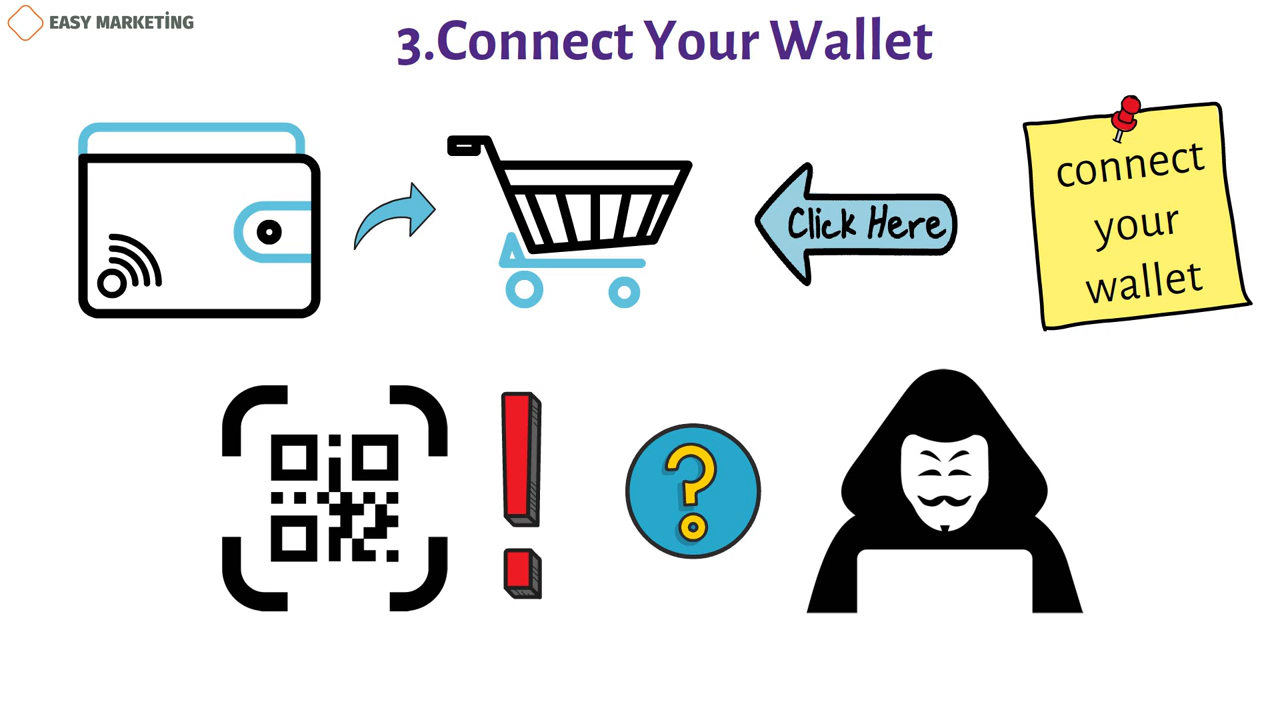 EASY MARKETİNG
3.Connect Your Wallet
Click Here
connect
your
wallet